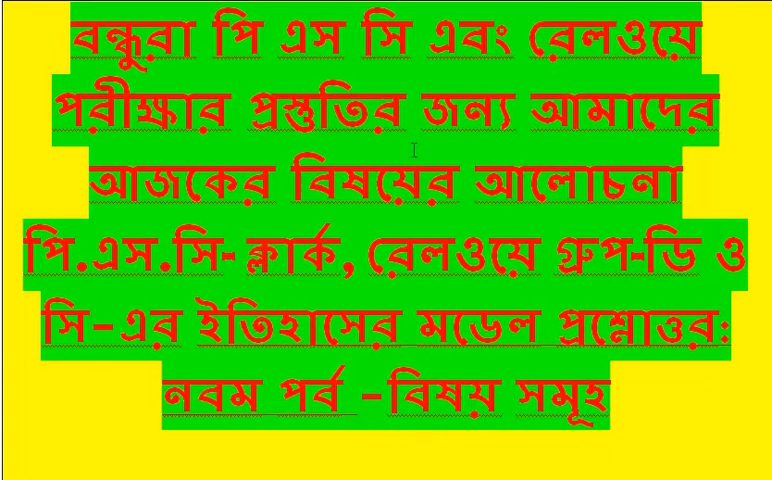 বন্ধুরা পি এস সি এবং রেলওয়ে
পরীক্ষার প্রস্তুতির জন্য আমাদের
আজকের বিষয়ের আলোচনা
পি.এস.সি- ক্লার্ক, রেলওয়ে গ্রুপ-ডি ও
সি–এর ইতিহাসের মডেল প্রশ্নোত্তর:
নবম পর্ব –বিষয় সমূহ